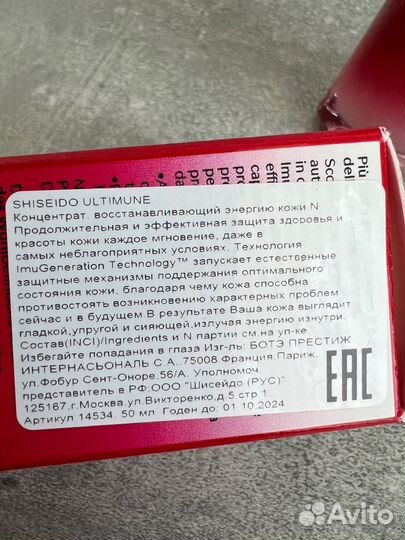 SHISEIDO ULTIMUNE
Концентрат, восстанавливающий энергию кожи N
Продолжительная и эффективная защита здоровья и
красоты кожи каждое мгновение, даже в
самых неблагоприятных условиях. Технология
ImuGeneration Technology™ запускает естественные
защитные механизмы поддержания оптимального
состояния кожи, благодаря чему кожа способна
противостоять возникновению характерных проблем
сейчас и в будущем В результате Ваша кожа выглядит
гладкой,упругой и сияющей,излучая энергию изнутри.
Состав(INCI)/Ingredients и N партии см.на уп-ке
Избегайте попадания в глаза Изг-ль: БОТЭ ПРЕСТИЖ
ИНТЕРНАСЬОНАЛЬ С.А.,75008.Франция.Париж.
ул.Фобур Сент-Оноре,56/А. Уполномоч
представитель в РФ.ООО "Шисейдо (РУС)"
125167,г.Москва,ул.Викторенко,д.5,стр.1,
Артикул 14534. 50 мл Годен до: 01.10.2024
EAC
Avito